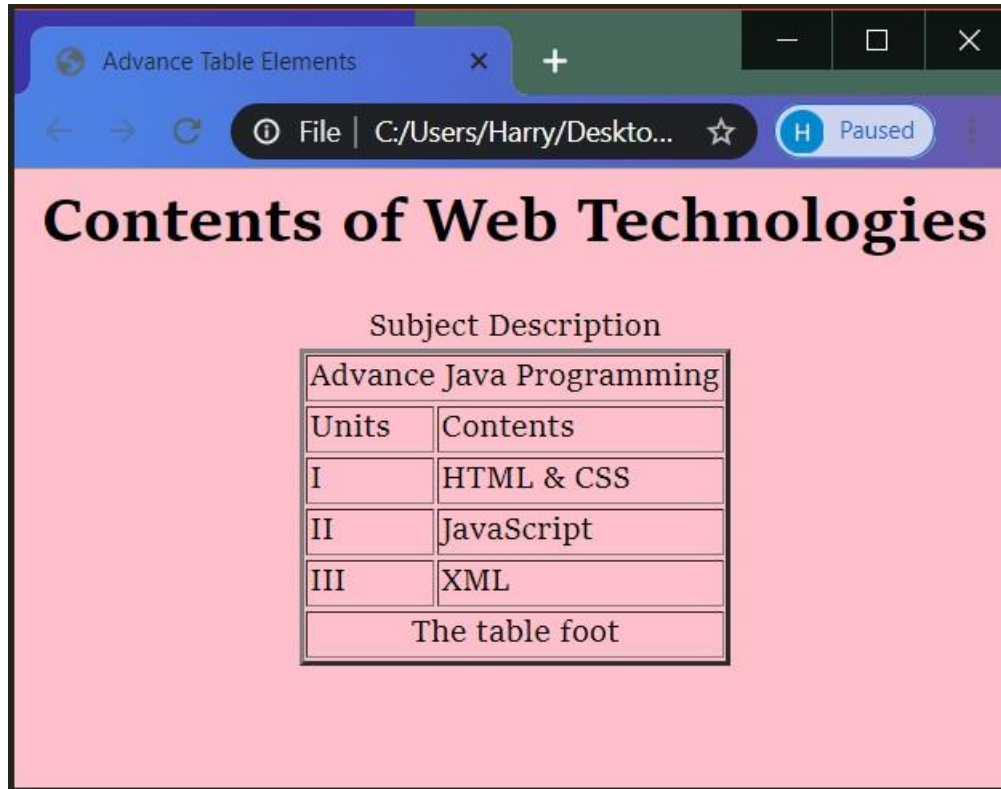 Advance Table Elements
File | C:/Users/Harry/Deskto... H Paused
Contents of Web Technologies
Subject Description
Advance Java Programming
Units Contents
I HTML & CSS
II JavaScript
III XML
The table foot